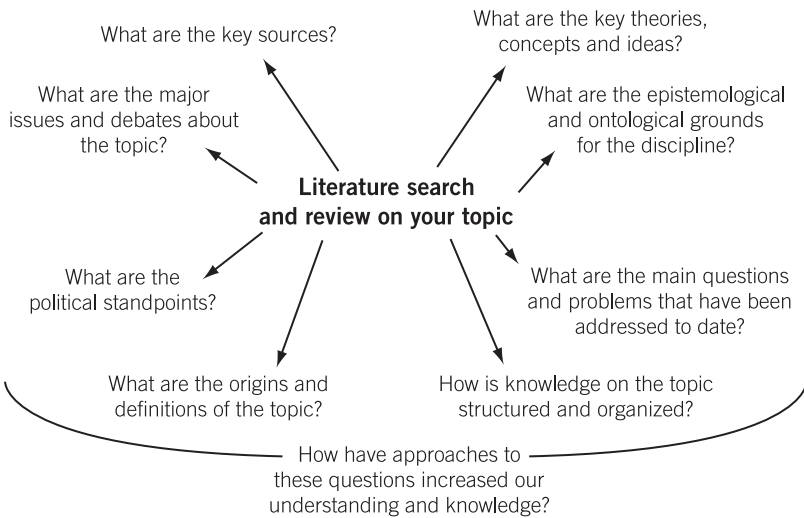 What are the key sources?
What are the key theories,
concepts and ideas?
What are the major
issues and debates about
the topic?
What are the epistemological
and ontological grounds
for the discipline?
Literature search
and review on your topic
What are the
political standpoints?
What are the main questions
and problems that have been
addressed to date?
What are the origins and
definitions of the topic?
How is knowledge on the topic
structured and organized?
How have approaches to
these questions increased our
understanding and knowledge?